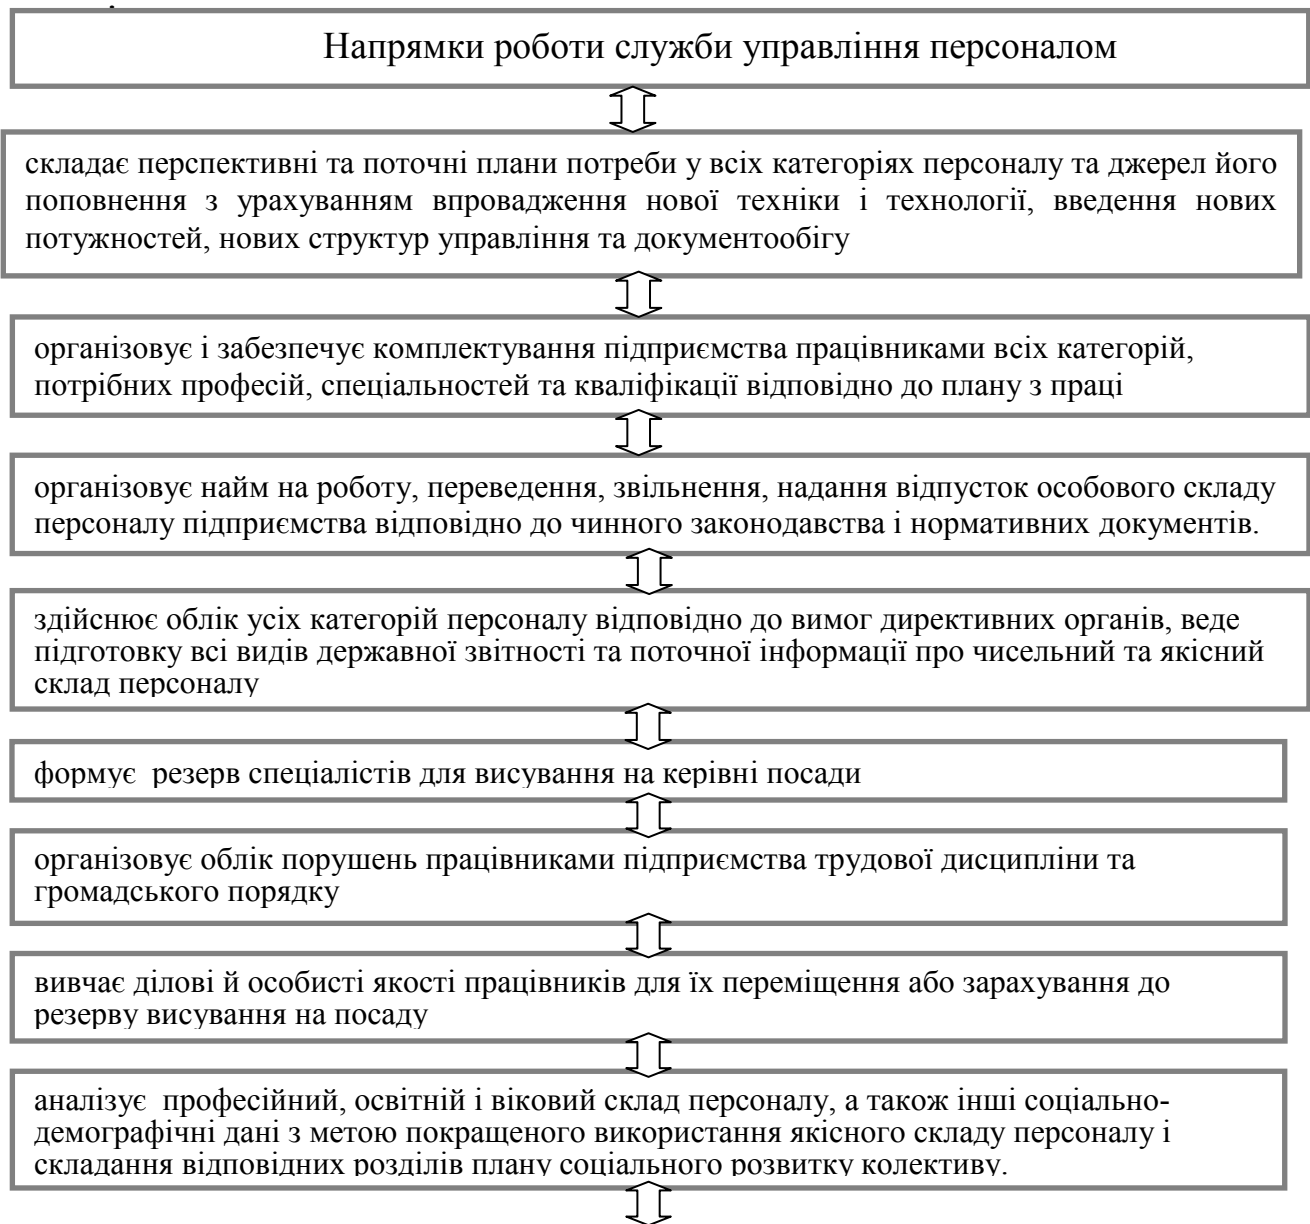 Напрямки роботи служби управління персоналом
складає перспективні та поточні плани потреби у всіх категоріях персоналу та джерел його
поповнення з урахуванням впровадження нової техніки і технології, введення нових
потужностей, нових структур управління та документообігу
організовує і забезпечує комплектування підприємства працівниками всіх категорій,
потрібних професій, спеціальностей та кваліфікації відповідно до плану з праці
організовує найм на роботу, переведення, звільнення, надання відпусток особового складу
персоналу підприємства відповідно до чинного законодавства і нормативних документів.
здійснює облік усіх категорій персоналу відповідно до вимог директивних органів, веде
підготовку всі видів державної звітності та поточної інформації про чисельний та якісний
склад персоналу
формує резерв спеціалістів для висування на керівні посади
організовує облік порушень працівниками підприємства трудової дисципліни та
громадського порядку
вивчає ділові й особисті якості працівників для їх переміщення або зарахування до
резерву висування на посаду
аналізує професійний, освітній і віковий склад персоналу, а також інші соціально-
демографічні дані з метою покращеного використання якісного складу персоналу і
складання відповідних розділів плану соціального розвитку колективу.